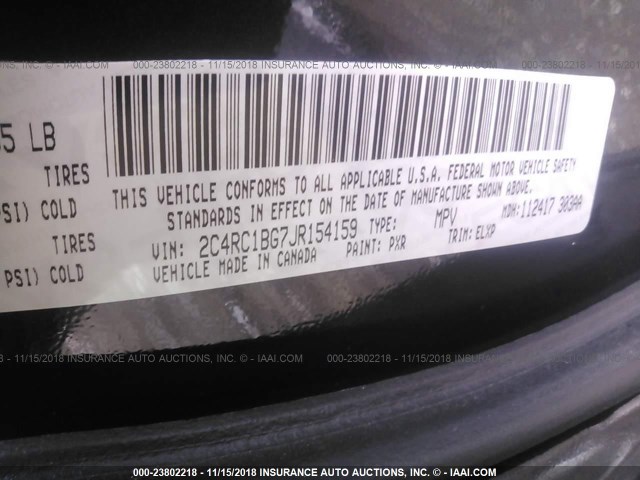 000-23802218 - 11/15/2018 INSURANCE AUTO AUCTIONS, INC. © - IAAI.COM
5 LB
TIRES
PSI) COLD
TIRES
PSI) COLD
THIS VEHICLE CONFORMS TO ALL APPLICABLE U.S.A. FEDERAL MOTOR VEHICLE SAFETY
STANDARDS IN EFFECT ON THE DATE OF MANUFACTURE SHOWN ABOVE.
VIN: 2C4RC1BG7JR154159 TYPE: MPV MDH: 112417 303AA
VEHICLE MADE IN CANADA PAINT: PXR TRIM: ELXP
000-23802218 - 11/15/2018 INSURANCE AUTO AUCTIONS, INC. © - IAAI.COM
000-23802218 - 11/15/2018 INSURANCE AUTO AUCTIONS, INC. © - IAAI.COM